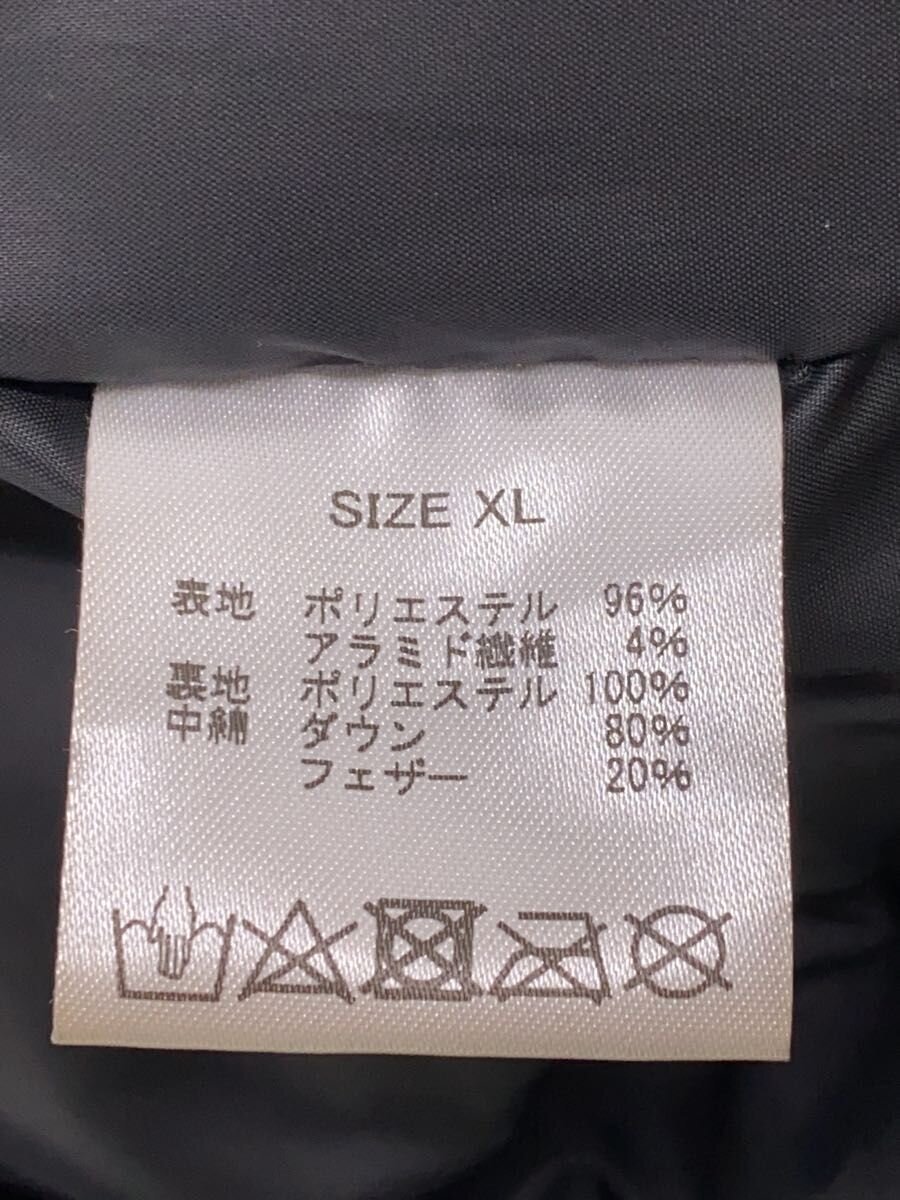 SIZE XL
表地 ポリエステル 96%
アラミド繊維 4%
裏地 ポリエステル 100%
中綿 ダウン 80%
フェザー 20%